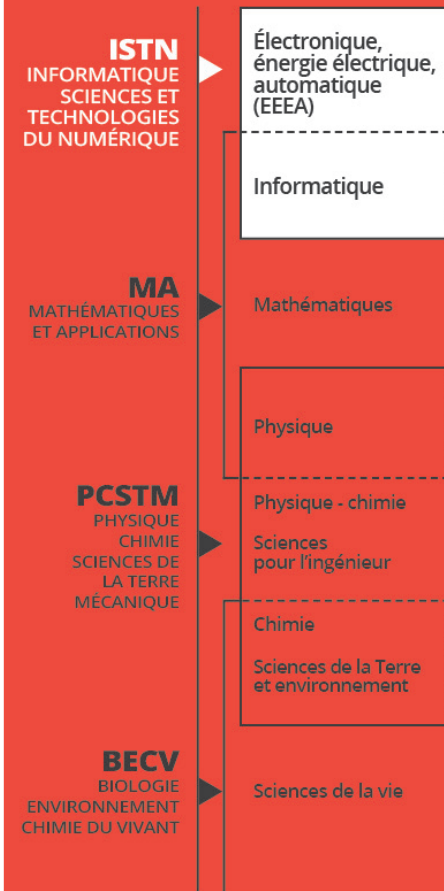 ISTN
INFORMATIQUE
SCIENCES ET
TECHNOLOGIES
DU NUMÉRIQUE
Électronique,
énergie électrique,
automatique
(EEEA)
Informatique
MA
MATHÉMATIQUES
ET APPLICATIONS
Mathématiques
Physique
PCSTM
PHYSIQUE
CHIMIE
SCIENCES DE
LA TERRE
MÉCANIQUE
Physique - chimie
Sciences
pour l'ingénieur
Chimie
Sciences de la Terre
et environnement
BECV
BIOLOGIE
ENVIRONNEMENT
CHIMIE DU VIVANT
Sciences de la vie